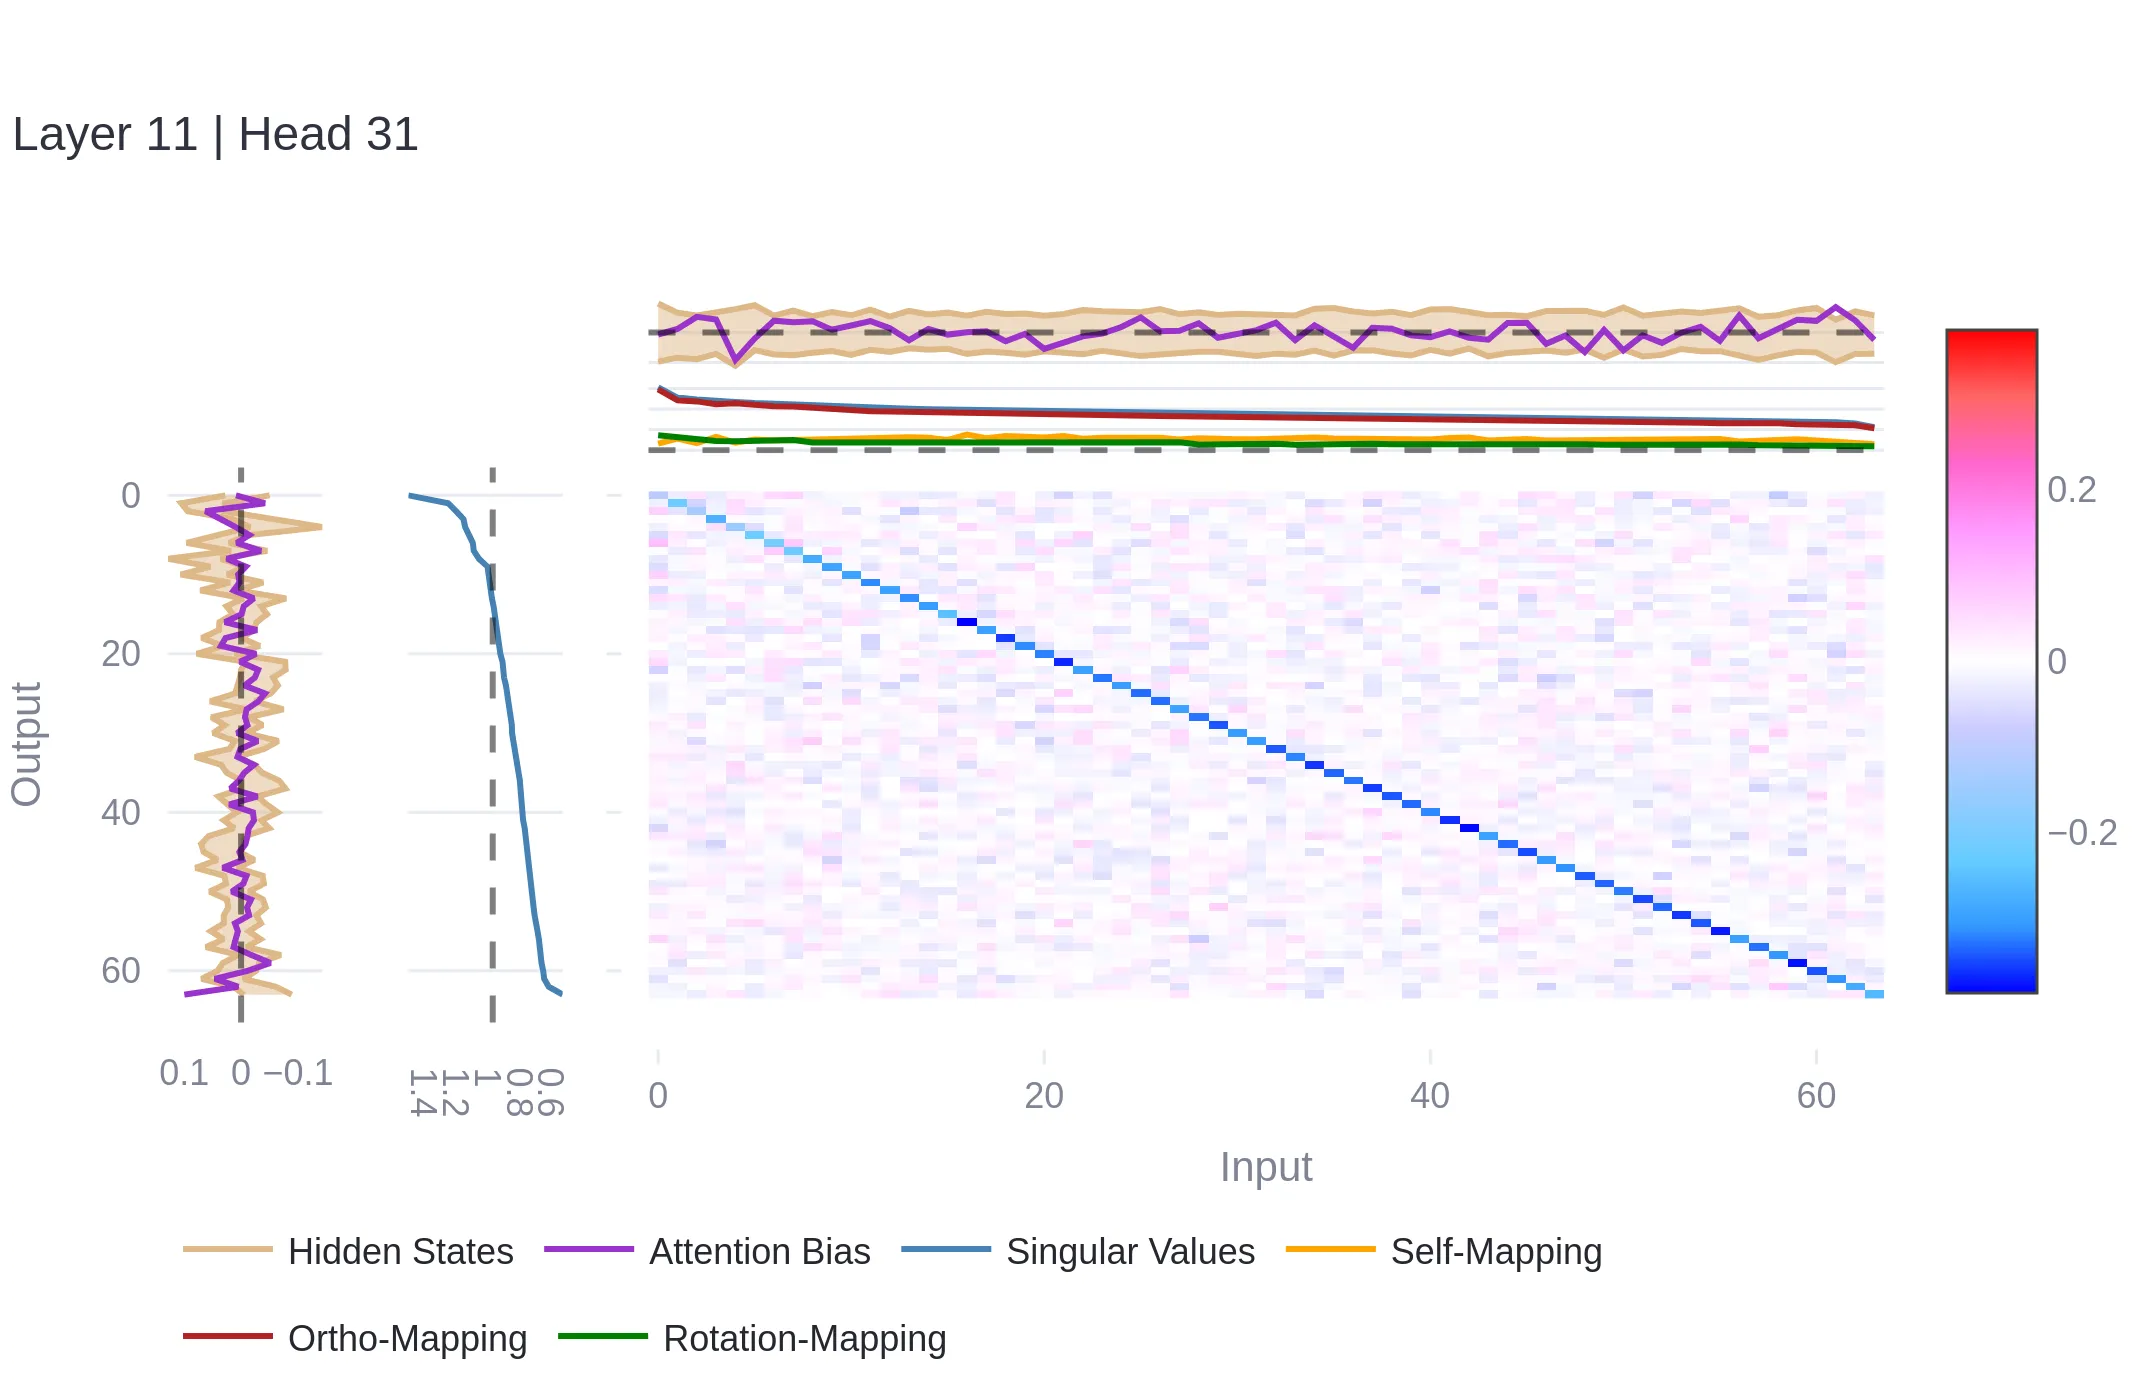 Layer 11 | Head 31
0
20
40
60
Output
0.1 0 −0.1
1.4 1.2 1 0.8 0.6
0 20 40 60
Input
0.2
0
−0.2
Hidden States Attention Bias Singular Values Self-Mapping
Ortho-Mapping Rotation-Mapping